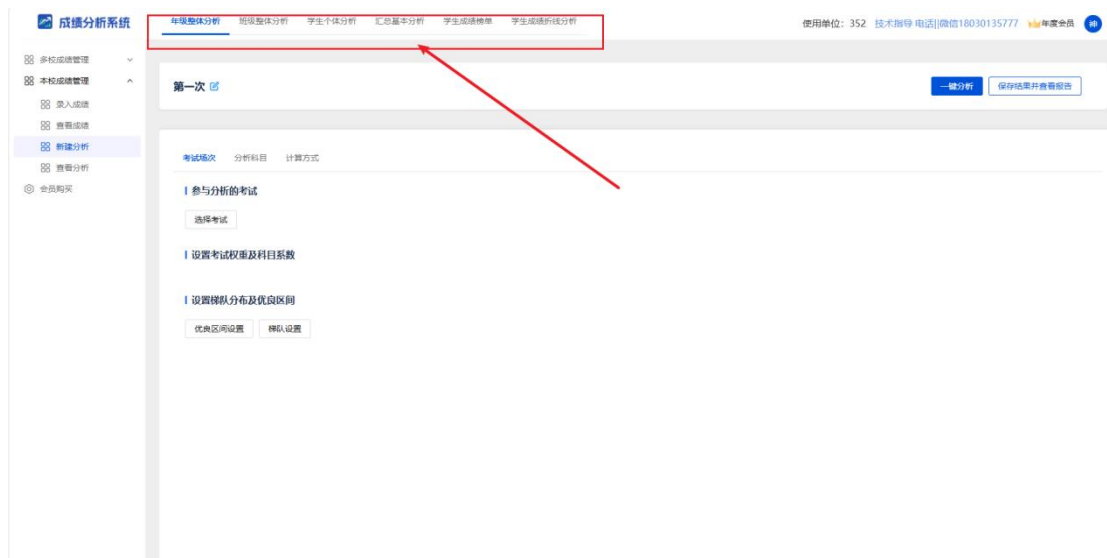 成绩分析系统
年级整体分析 班级整体分析 学生个体分析 汇总基本分析 学生成绩榜单 学生成绩折线分析
使用单位：352 技术指导 电话||微信18030135777 年度会员
多校成绩管理
本校成绩管理
录入成绩
查看成绩
新建分析
查看分析
会员购买
第一次
一键分析 保存结果并查看报告
考试场次 分析科目 计算方式
参与分析的考试
选择考试
设置考试权重及科目系数
设置梯队分布及优良区间
优良区间设置 梯队设置